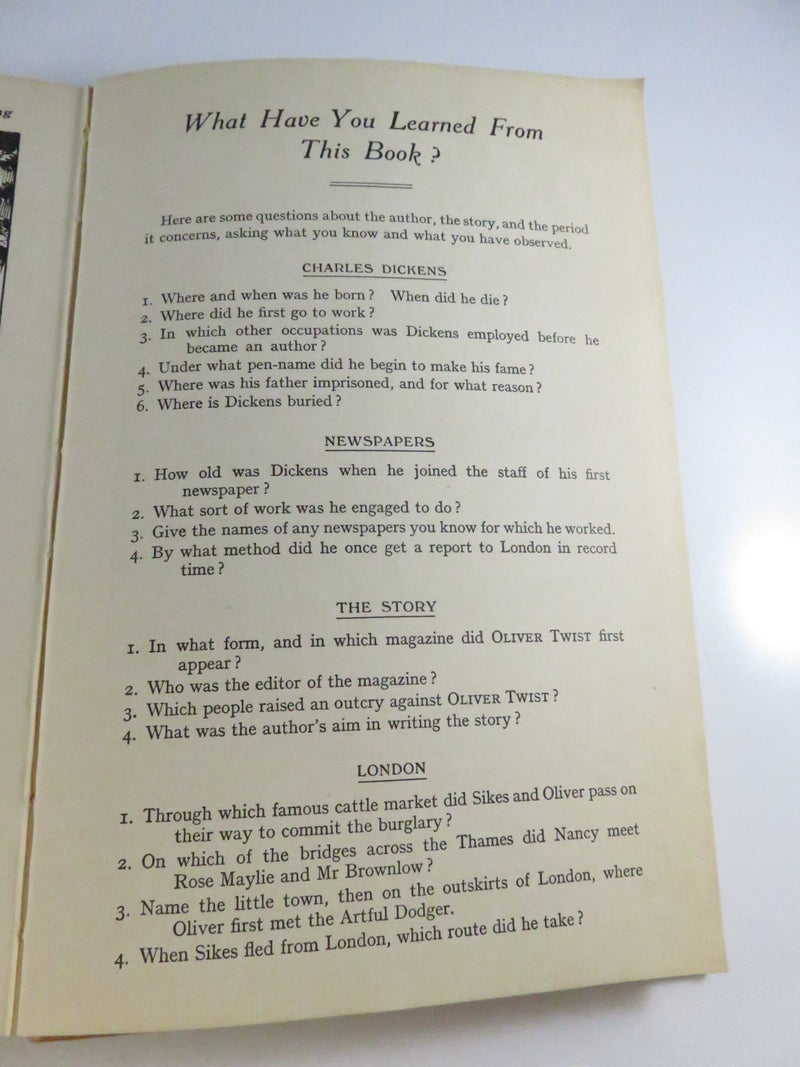 What Have You Learned From
This Book ?
Here are some questions about the author, the story, and the period
it concerns, asking what you know and what you have observed.
CHARLES DICKENS
1. Where and when was he born ? When did he die ?
2. Where did he first go to work ?
3. In which other occupations was Dickens employed before he
became an author ?
4. Under what pen-name did he begin to make his fame ?
5. Where was his father imprisoned, and for what reason ?
6. Where is Dickens buried ?
NEWSPAPERS
1. How old was Dickens when he joined the staff of his first
newspaper ?
2. What sort of work was he engaged to do ?
3. Give the names of any newspapers you know for which he worked.
4. By what method did he once get a report to London in record
time ?
THE STORY
1. In what form, and in which magazine did OLIVER TWIST first
appear ?
2. Who was the editor of the magazine ?
3. Which people raised an outcry against OLIVER TWIST ?
4. What was the author's aim in writing the story ?
LONDON
1. Through which famous cattle market did Sikes and Oliver pass on
their way to commit the burglary ?
2. On which of the bridges across the Thames did Nancy meet
Rose Maylie and Mr Brownlow ?
3. Name the little town, then on the outskirts of London, where
Oliver first met the Artful Dodger.
4. When Sikes fled from London, which route did he take ?